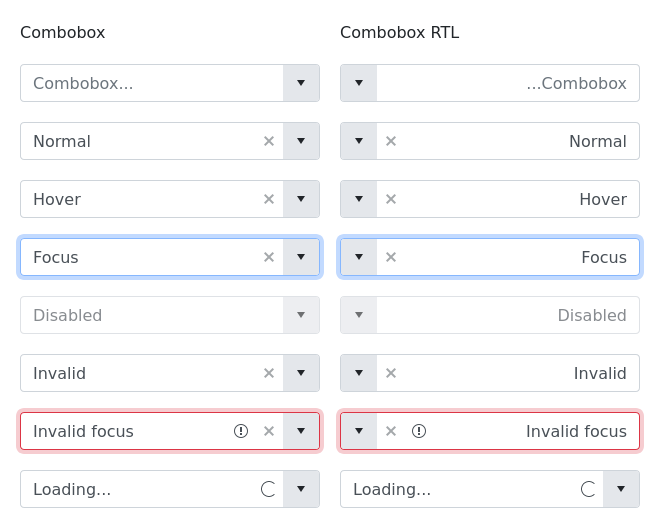 Combobox
Combobox RTL
Combobox...
...Combobox
Normal
Normal
Hover
Hover
Focus
Focus
Disabled
Disabled
Invalid
Invalid
Invalid focus
Invalid focus
Loading...
Loading...